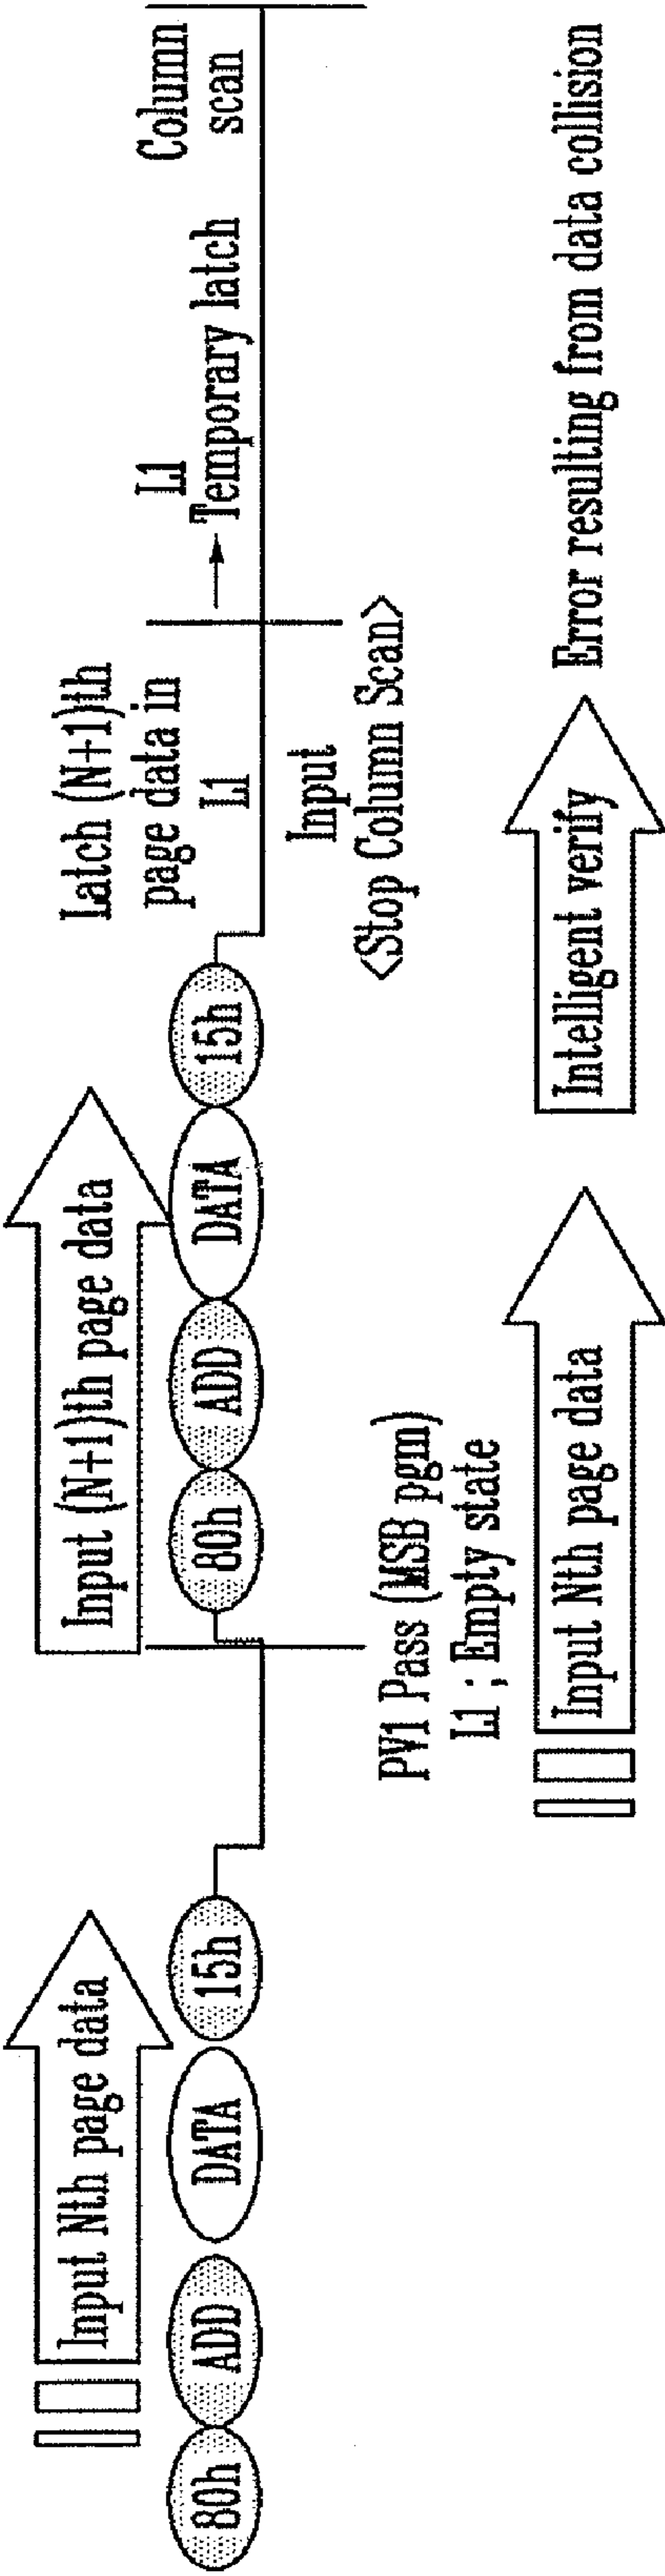 Input Nth page data
Input (N+1)th page data
Latch (N+1)th
page data in
L1
L1
Temporary latch
Column
scan
80h
ADD
DATA
15h
80h
ADD
DATA
15h
Input
<Stop Column Scan>
PV1 Pass (MSB pgm)
L1 ; Empty state
Input Nth page data
Intelligent verify
Error resulting from data collision